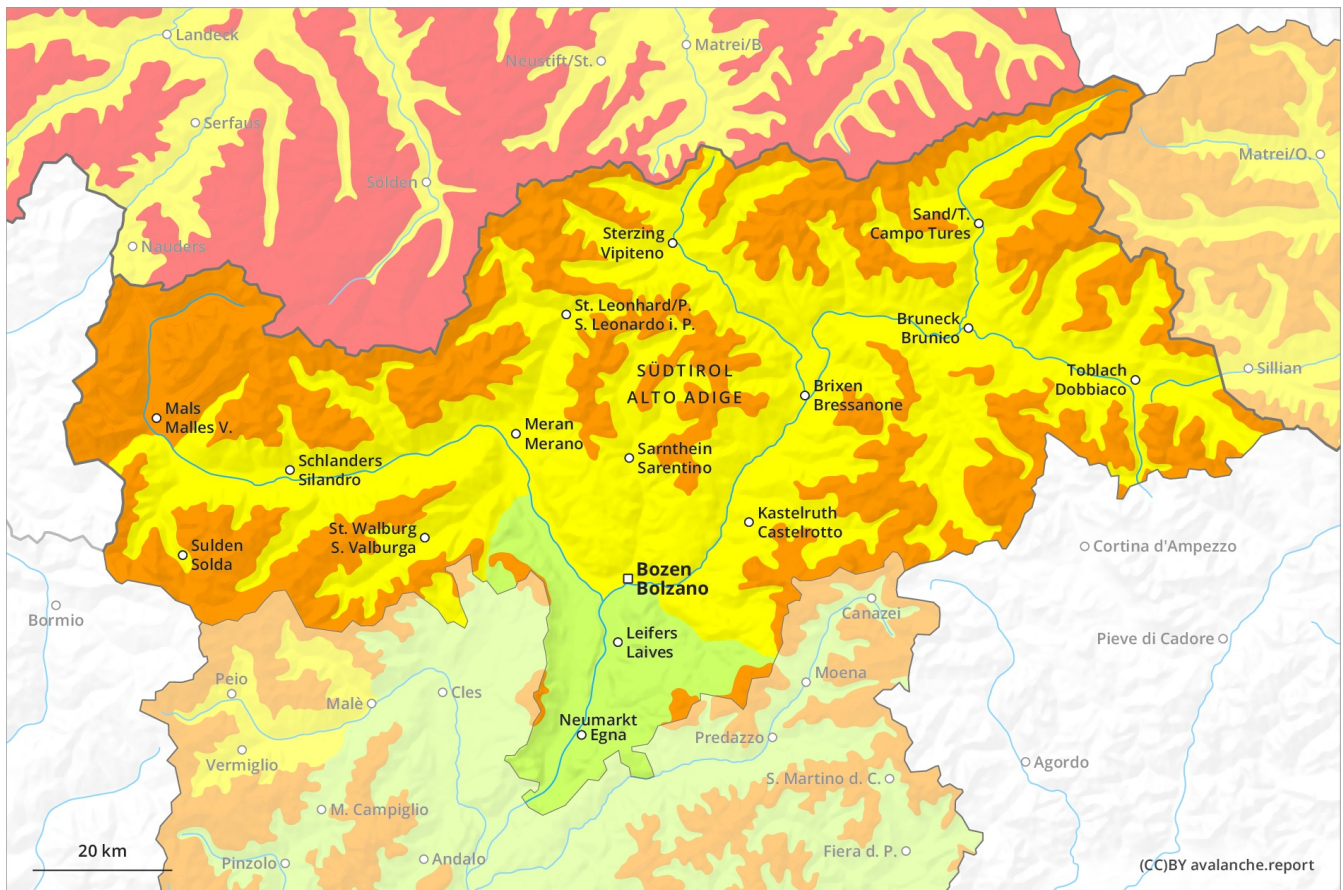 Landeck
Matrei/B
Neustift/St.
Serfaus
Matrei/O.
Sölden
Sand/T.
Campo Tures
Sterzing
Vipiteno
Nauders
St. Leonhard/P.
S. Leonardo i. P.
Bruneck
Brunico
SÜDTIROL
ALTO ADIGE
Toblach
Dobbiaco
Sillian
Brixen
Bressanone
Mals
Malles V.
Meran
Merano
Sarnthein
Sarentino
Schlanders
Silandro
Kastelruth
Castelrotto
St. Walburg
S. Valburga
Sulden
Solda
Cortina d'Ampezzo
Bozen
Bolzano
Bormio
Canazei
Leifers
Laives
Pieve di Cadore
Peio
Moena
Malè
Cles
Neumarkt
Egna
Predazzo
Vermiglio
Agordo
S. Martino d. C.
M. Campiglio
20 km
Andalo
Fiera d. P.
Pinzolo
(CC)BY avalanche.report